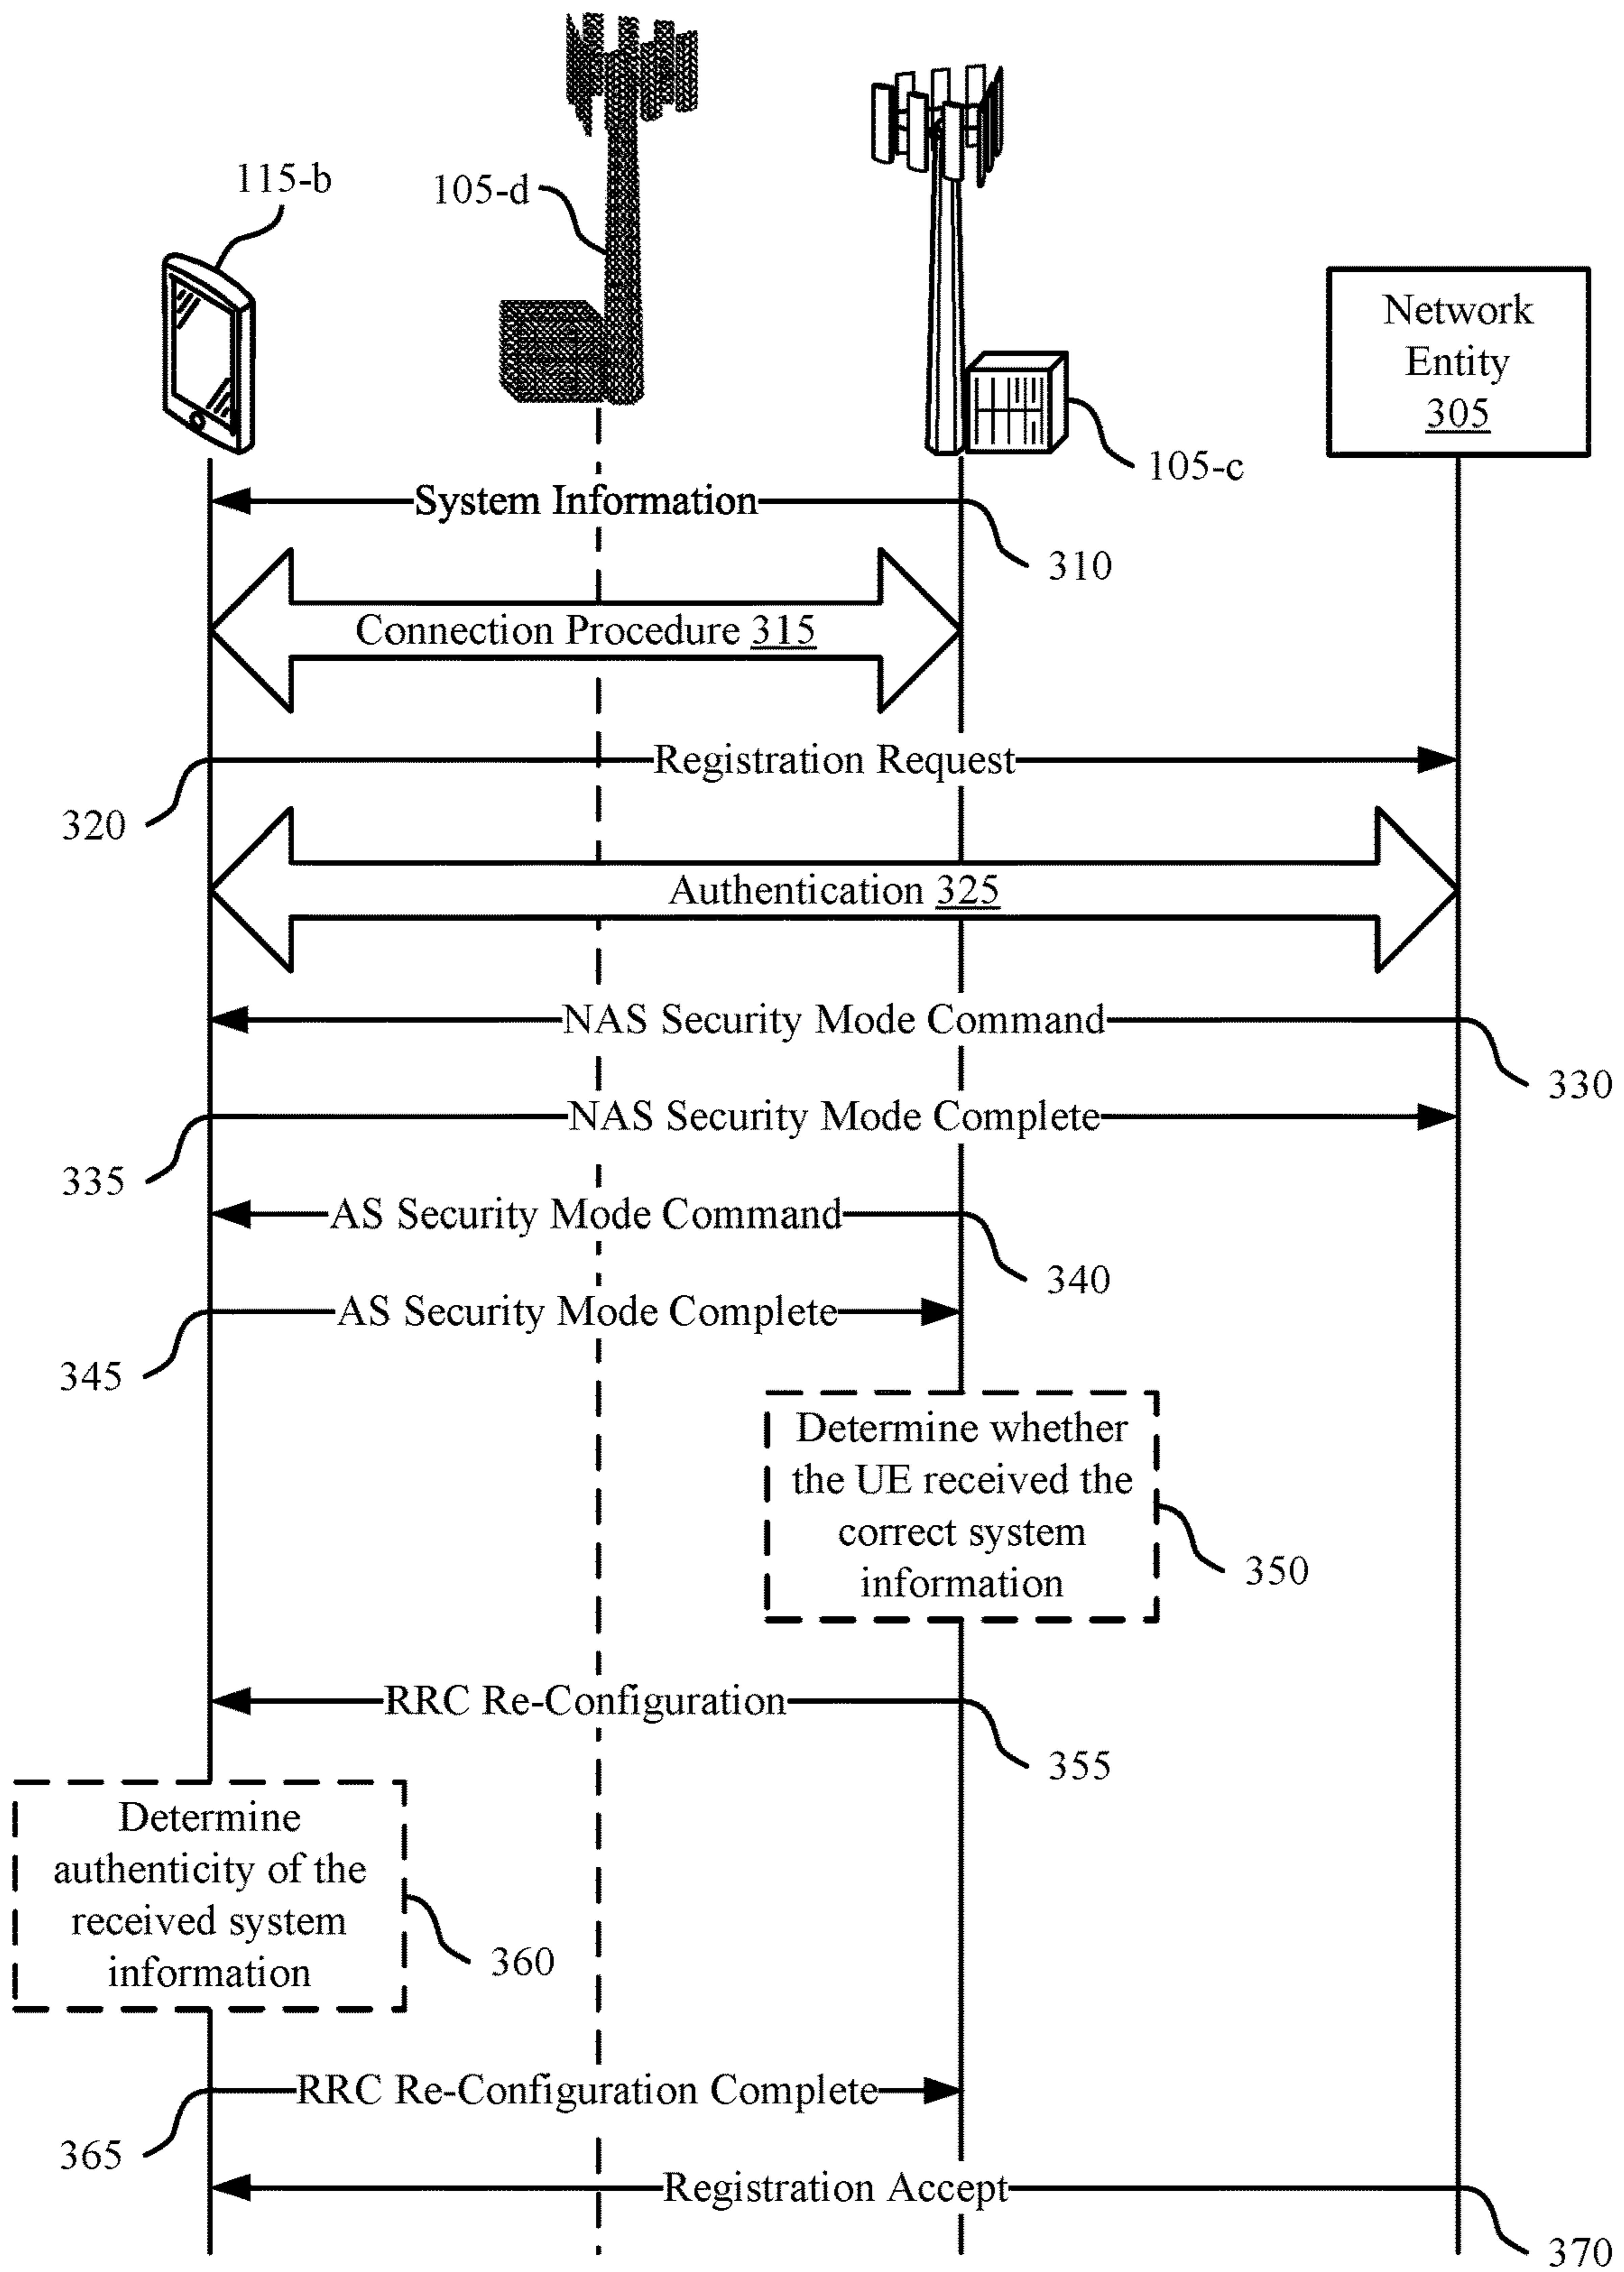 115-b
105-d
Network
Entity
305
105-c
System Information
310
Connection Procedure 315
Registration Request
320
Authentication 325
NAS Security Mode Command
330
NAS Security Mode Complete
335
AS Security Mode Command
340
AS Security Mode Complete
345
Determine whether
the UE received the
correct system
information
350
RRC Re-Configuration
355
Determine
authenticity of the
received system
information
360
RRC Re-Configuration Complete
365
Registration Accept
370